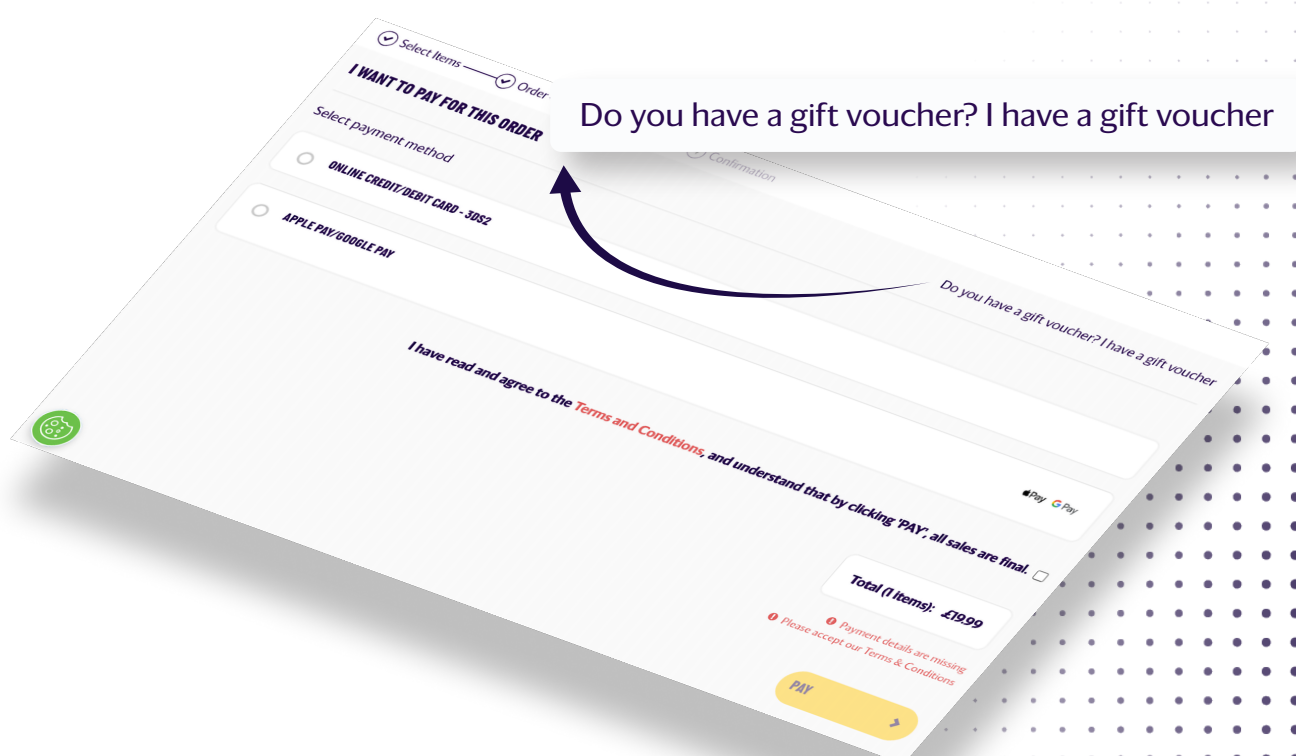 Select Items
Order
Confirmation
Do you have a gift voucher? I have a gift voucher
I WANT TO PAY FOR THIS ORDER
Do you have a gift voucher? I have a gift voucher
Select payment method
ONLINE CREDIT/DEBIT CARD - 3DS2
APPLE PAY/GOOGLE PAY
Pay G Pay
I have read and agree to the Terms and Conditions, and understand that by clicking 'PAY', all sales are final.
Total (1 items): £19.99
Payment details are missing
Please accept our Terms & Conditions
PAY